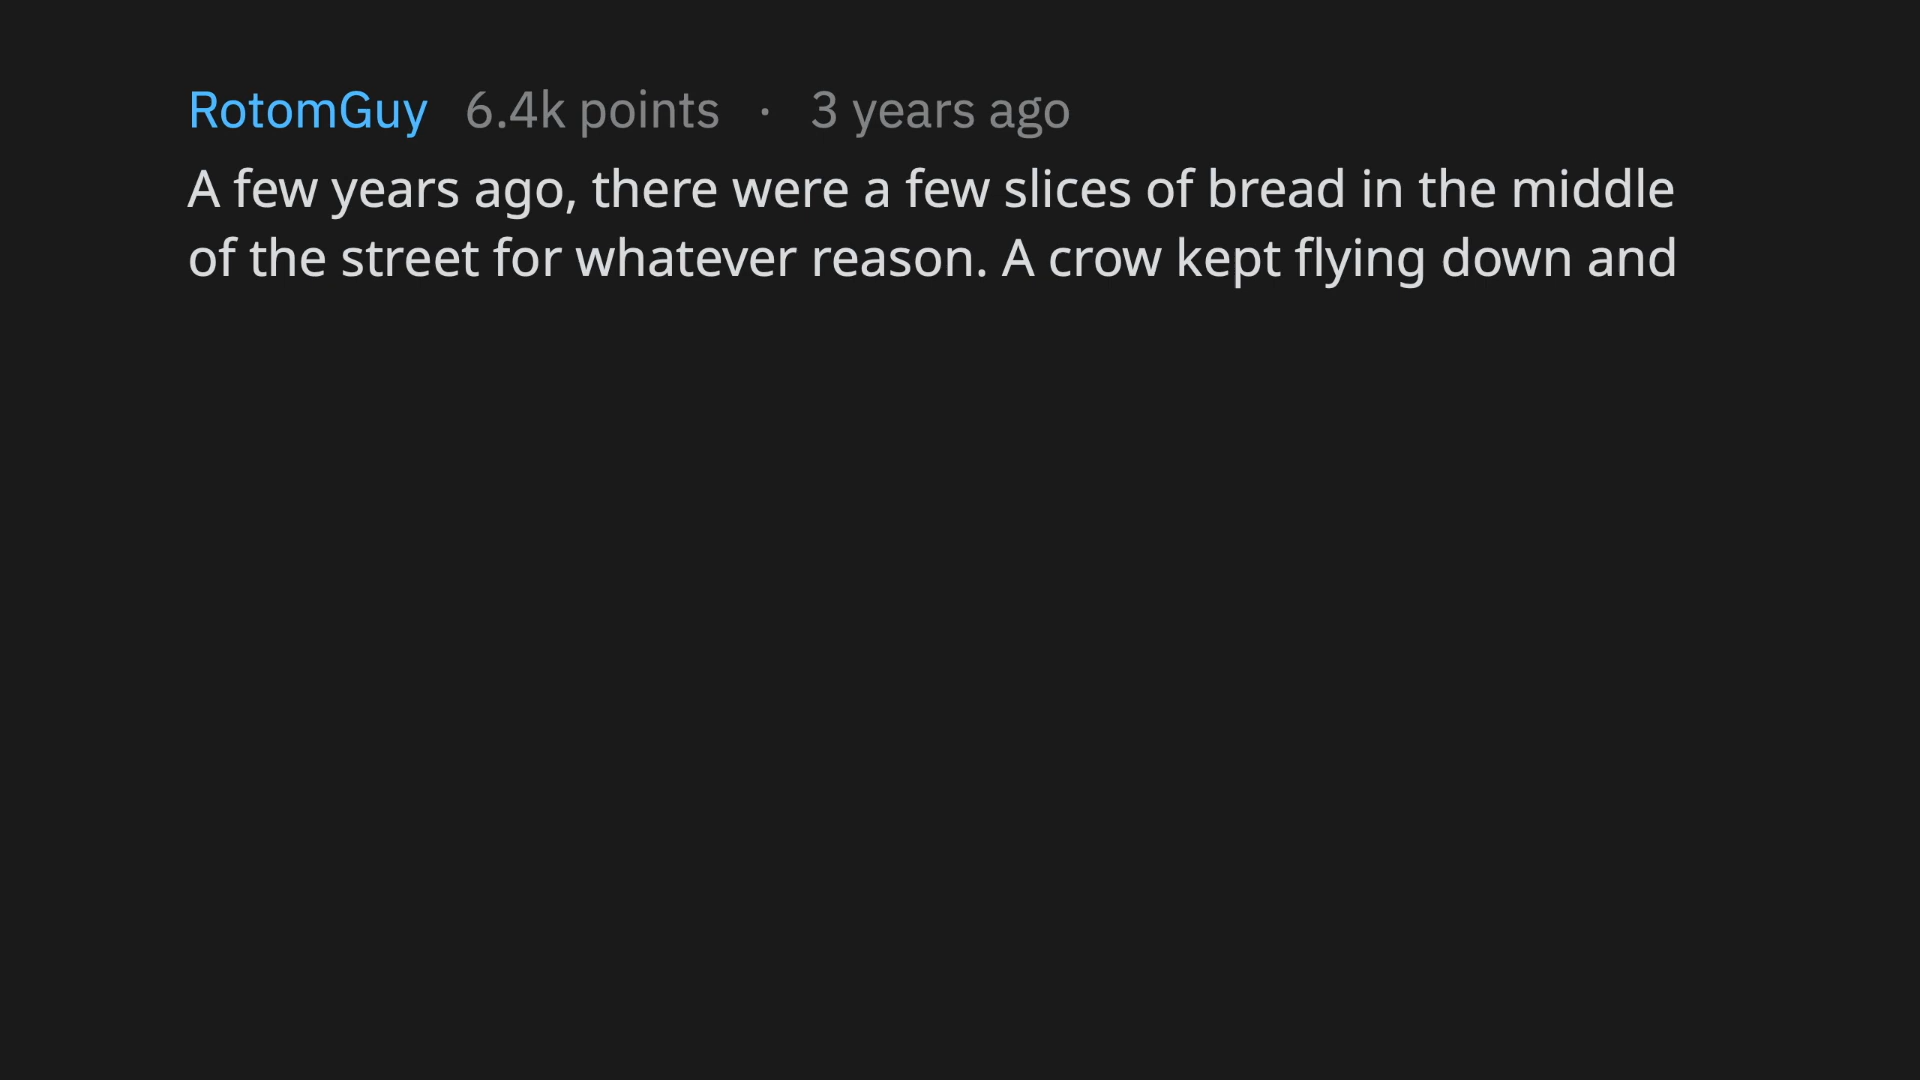 RotomGuy 6.4k points · 3 years ago
A few years ago, there were a few slices of bread in the middle
of the street for whatever reason. A crow kept flying down and